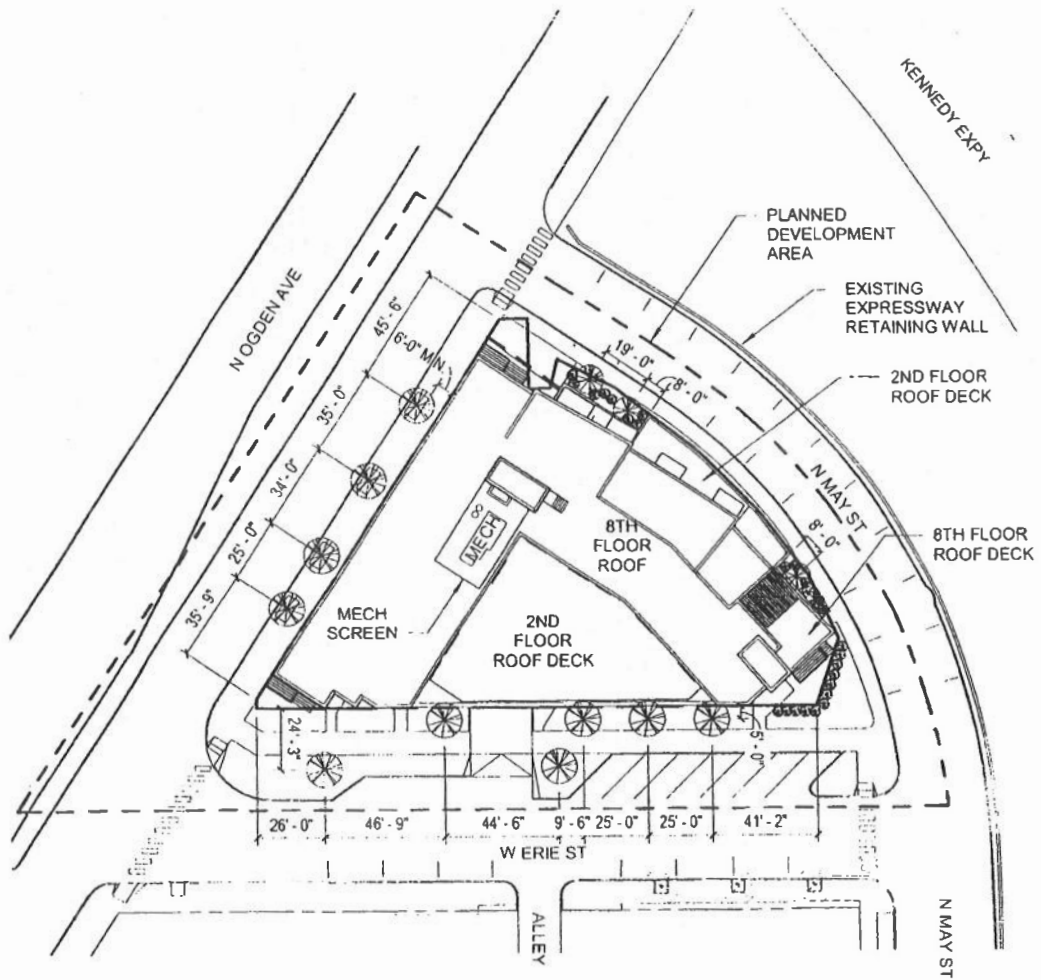 KENNEDY EXPY
PLANNED
DEVELOPMENT
AREA
EXISTING
EXPRESSWAY
RETAINING WALL
N OGDEN AVE
45' - 6"
6'-0" MIN.
19' - 0"
8' - 0"
2ND FLOOR
ROOF DECK
35' - 0"
34' - 0"
N MAY ST
8' - 0"
8TH
FLOOR
ROOF
MECH
8TH FLOOR
ROOF DECK
25' - 0"
35' - 9"
MECH
SCREEN
2ND
FLOOR
ROOF DECK
24' - 3"
5' - 0"
26' - 0"
46' - 9"
44' - 6"
9' - 6"
25' - 0"
25' - 0"
41' - 2"
W ERIE ST
ALLEY
N MAY ST